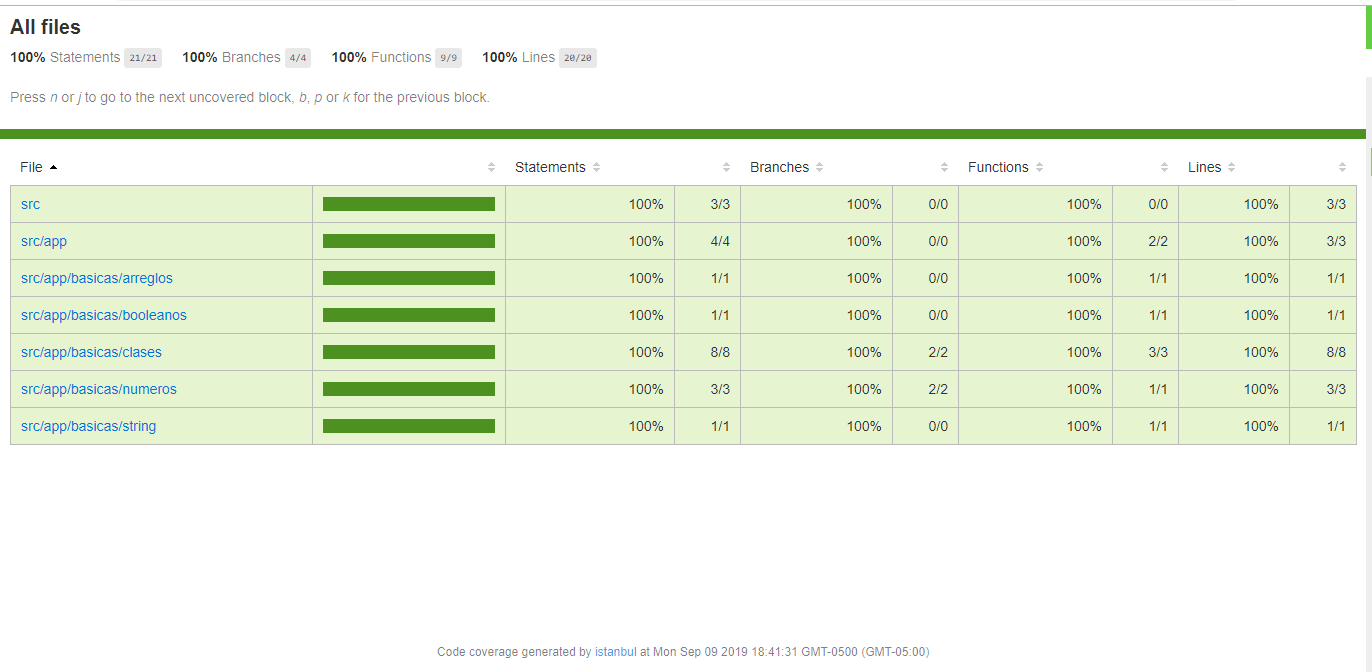 All files
100% Statements 21/21 100% Branches 4/4 100% Functions 9/9 100% Lines 20/20
Press n or j to go to the next uncovered block, b, p or k for the previous block.
File Statements Branches Functions Lines
src 100% 3/3 100% 0/0 100% 0/0 100% 3/3
src/app 100% 4/4 100% 0/0 100% 2/2 100% 3/3
src/app/basicas/arreglos 100% 1/1 100% 0/0 100% 1/1 100% 1/1
src/app/basicas/booleanos 100% 1/1 100% 0/0 100% 1/1 100% 1/1
src/app/basicas/clases 100% 8/8 100% 2/2 100% 3/3 100% 8/8
src/app/basicas/numeros 100% 3/3 100% 2/2 100% 1/1 100% 3/3
src/app/basicas/string 100% 1/1 100% 0/0 100% 1/1 100% 1/1
Code coverage generated by istanbul at Mon Sep 09 2019 18:41:31 GMT-0500 (GMT-05:00)